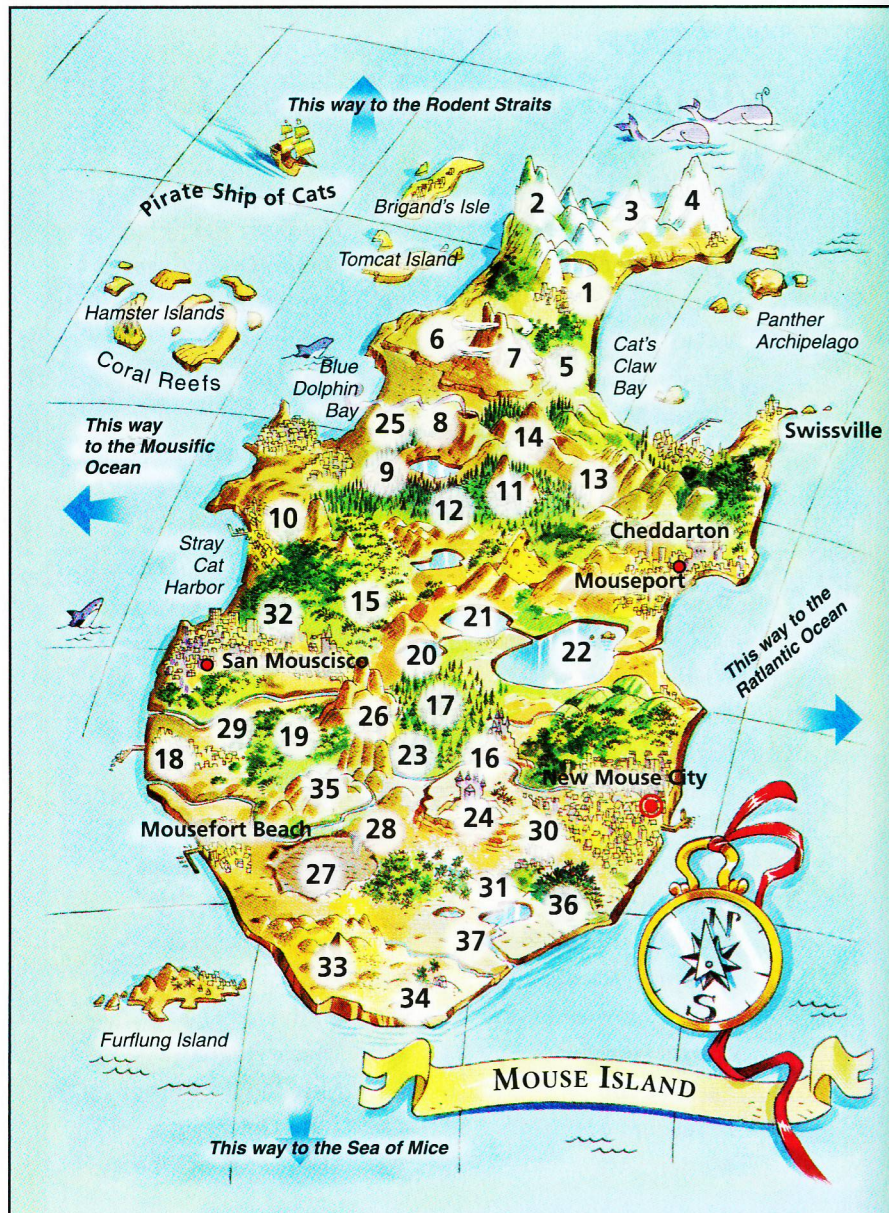 This way to the Rodent Straits
Pirate Ship of Cats
Brigand's Isle
2
3
4
Tomcat Island
1
Hamster Islands
Coral Reefs
Panther
Archipelago
6
7
5
Cat's
Claw
Bay
Blue
Dolphin
Bay
This way
to the Mousific
Ocean
25
8
14
Swissville
9
11
13
10
12
Cheddarton
Stray
Cat
Harbor
Mouseport
15
32
21
This way to the
Ratlantic Ocean
San Mouscisco
20
22
17
26
29
19
18
23
16
New Mouse City
35
Mousefort Beach
28
24
30
27
31
36
N
S
37
33
34
Furflung Island
MOUSE ISLAND
This way to the Sea of Mice